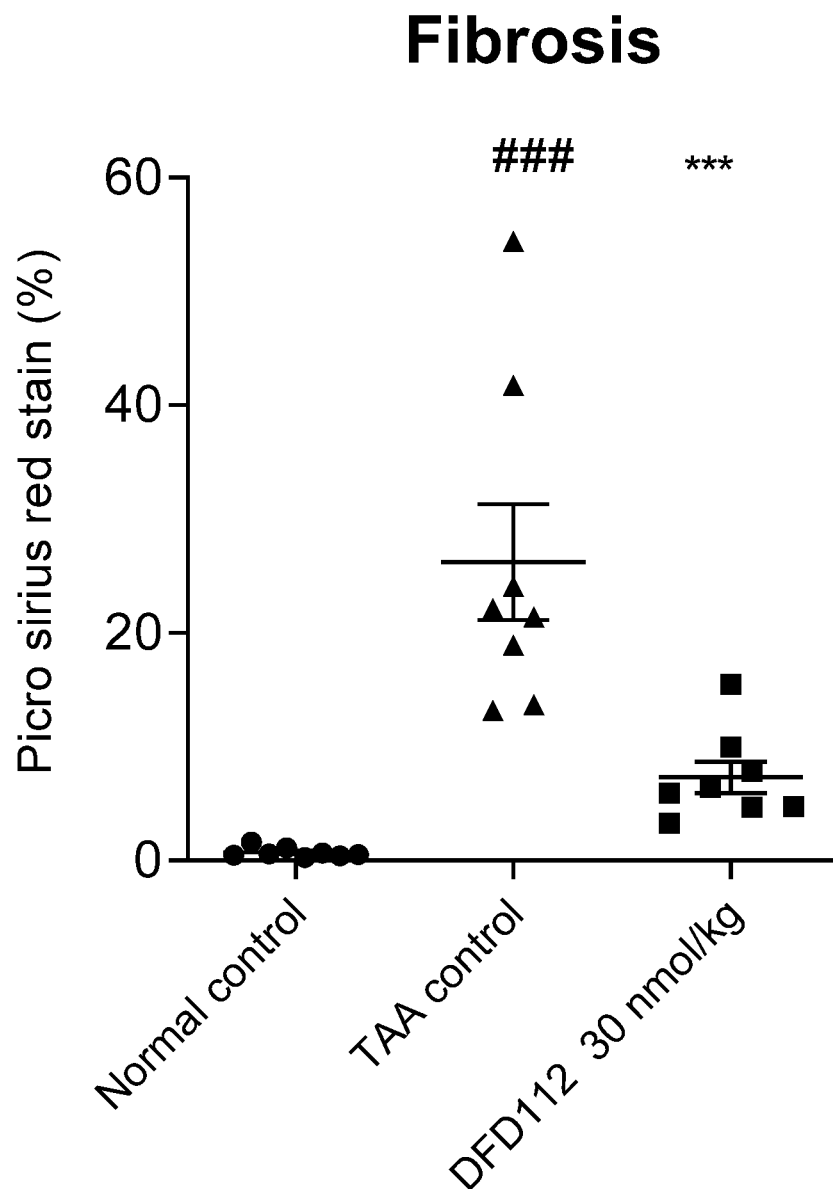 Fibrosis
###
***
60
40
20
0
Picro sirius red stain (%)
Normal control
TAA control
DFD112 30 nmol/kg